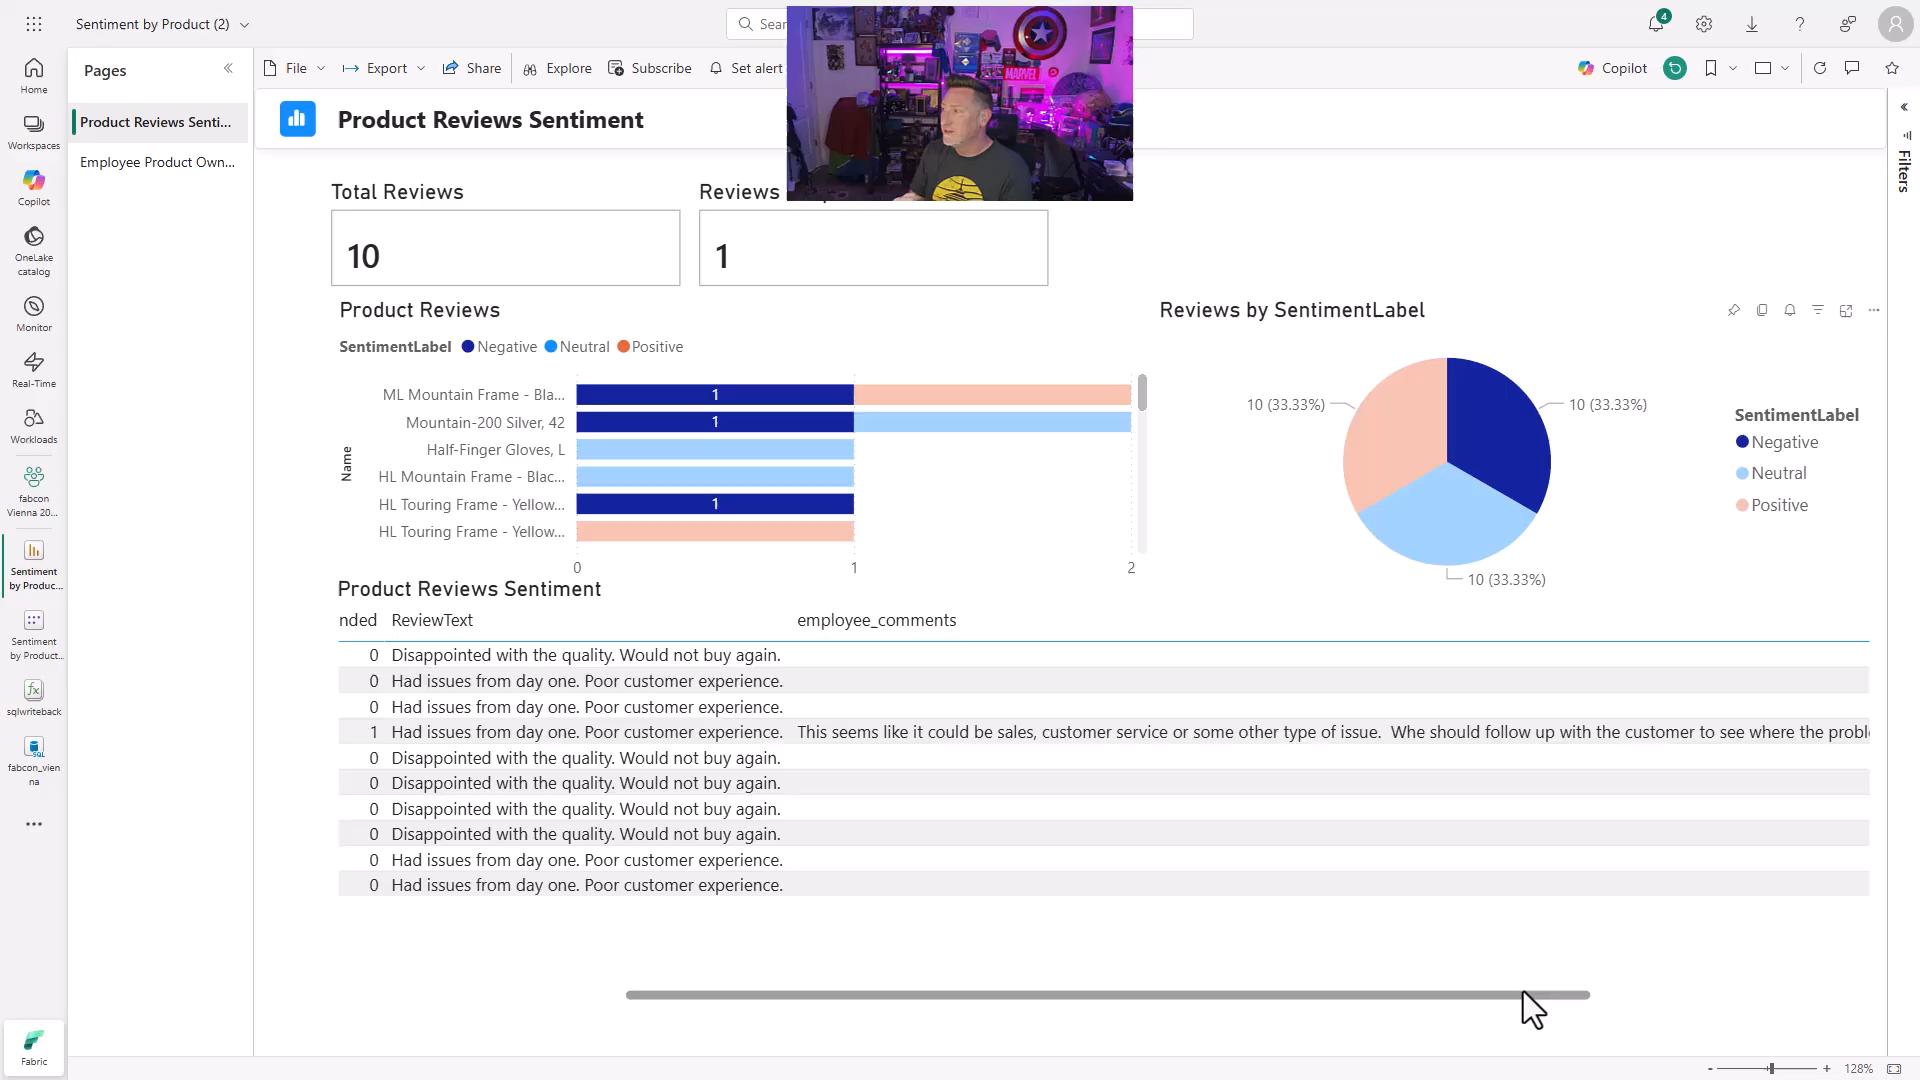 Sentiment by Product (2)
Sear
4
Home
Workspaces
Copilot
OneLake
catalog
Monitor
Real-Time
Workloads
fabcon
Vienna 20...
Sentiment
by Produc...
Sentiment
by Product...
sqlwriteback
SQL
fabcon_vien
na
Fabric
Pages
Product Reviews Senti...
Employee Product Own...
File
Export
Share
Explore
Subscribe
Set alert
Copilot
MARVEL
Filters
Product Reviews Sentiment
Total Reviews
10
Reviews
1
Product Reviews
SentimentLabel Negative Neutral Positive
Name
ML Mountain Frame - Bla... 1
Mountain-200 Silver, 42 1
Half-Finger Gloves, L
HL Mountain Frame - Blac...
HL Touring Frame - Yellow... 1
HL Touring Frame - Yellow...
0 1 2
Reviews by SentimentLabel
10 (33.33%)
10 (33.33%)
10 (33.33%)
SentimentLabel
Negative
Neutral
Positive
Product Reviews Sentiment
nded ReviewText employee_comments
0 Disappointed with the quality. Would not buy again.
0 Had issues from day one. Poor customer experience.
0 Had issues from day one. Poor customer experience.
1 Had issues from day one. Poor customer experience. This seems like it could be sales, customer service or some other type of issue. Whe should follow up with the customer to see where the proble
0 Disappointed with the quality. Would not buy again.
0 Disappointed with the quality. Would not buy again.
0 Disappointed with the quality. Would not buy again.
0 Disappointed with the quality. Would not buy again.
0 Had issues from day one. Poor customer experience.
0 Had issues from day one. Poor customer experience.
- + 128%